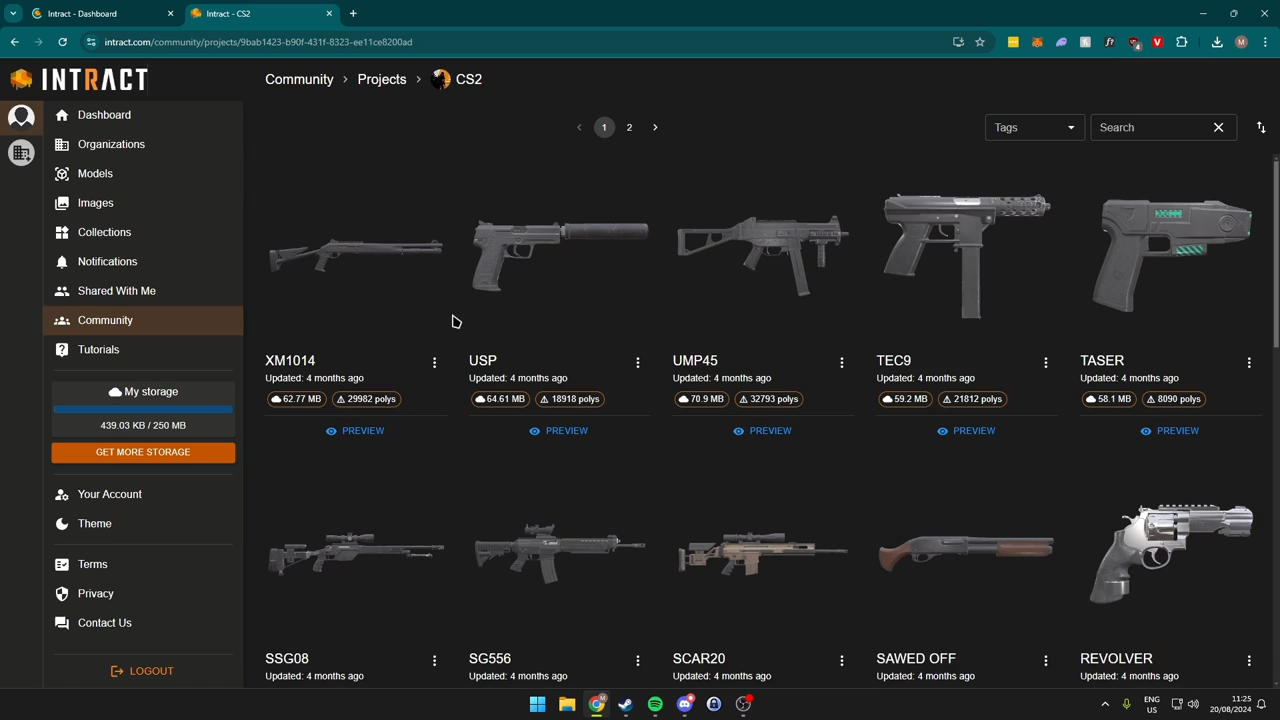 Intract - Dashboard
Intract - CS2
intract.com/community/projects/9bab1423-b90f-431f-8323-ee11ce8200ad
INTRACT
Community > Projects > CS2
Dashboard
Organizations
Models
Images
Collections
Notifications
Shared With Me
Community
Tutorials
My storage
439.03 KB / 250 MB
GET MORE STORAGE
Your Account
Theme
Terms
Privacy
Contact Us
LOGOUT
1 2
Tags
Search
XM1014
Updated: 4 months ago
62.77 MB 29982 polys
PREVIEW
USP
Updated: 4 months ago
64.61 MB 18918 polys
PREVIEW
UMP45
Updated: 4 months ago
70.9 MB 32793 polys
PREVIEW
TEC9
Updated: 4 months ago
59.2 MB 21812 polys
PREVIEW
TASER
Updated: 4 months ago
58.1 MB 8090 polys
PREVIEW
SSG08
Updated: 4 months ago
SG556
Updated: 4 months ago
SCAR20
Updated: 4 months ago
SAWED OFF
Updated: 4 months ago
REVOLVER
Updated: 4 months ago
ENG
US
11:25
20/08/2024